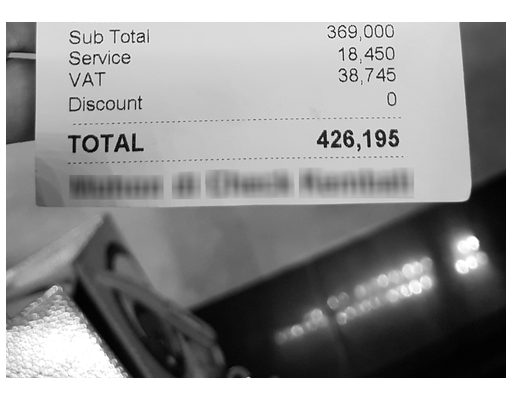 Sub Total 369,000
Service 18,450
VAT 38,745
Discount 0
TOTAL 426,195